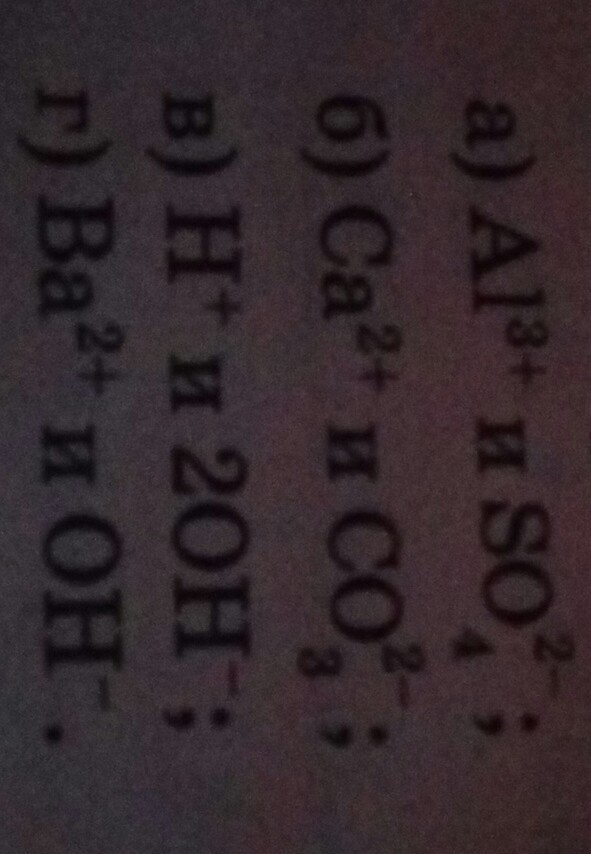 а) Al³⁺ и SO₄²⁻;
б) Ca²⁺ и CO₃²⁻;
в) H⁺ и 2OH⁻;
г) Ba²⁺ и OH⁻.